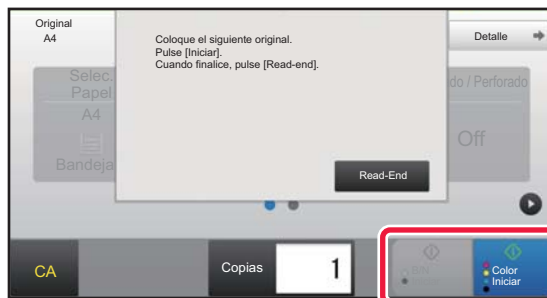 Original
A4
Coloque el siguiente original.
Pulse [Iniciar].
Cuando finalice, pulse [Read-end].
Detalle
Selec.
Papel
A4
Bandeja
do / Perforado
Off
Read-End
CA
Copias
1
B/N
Iniciar
Color
Iniciar